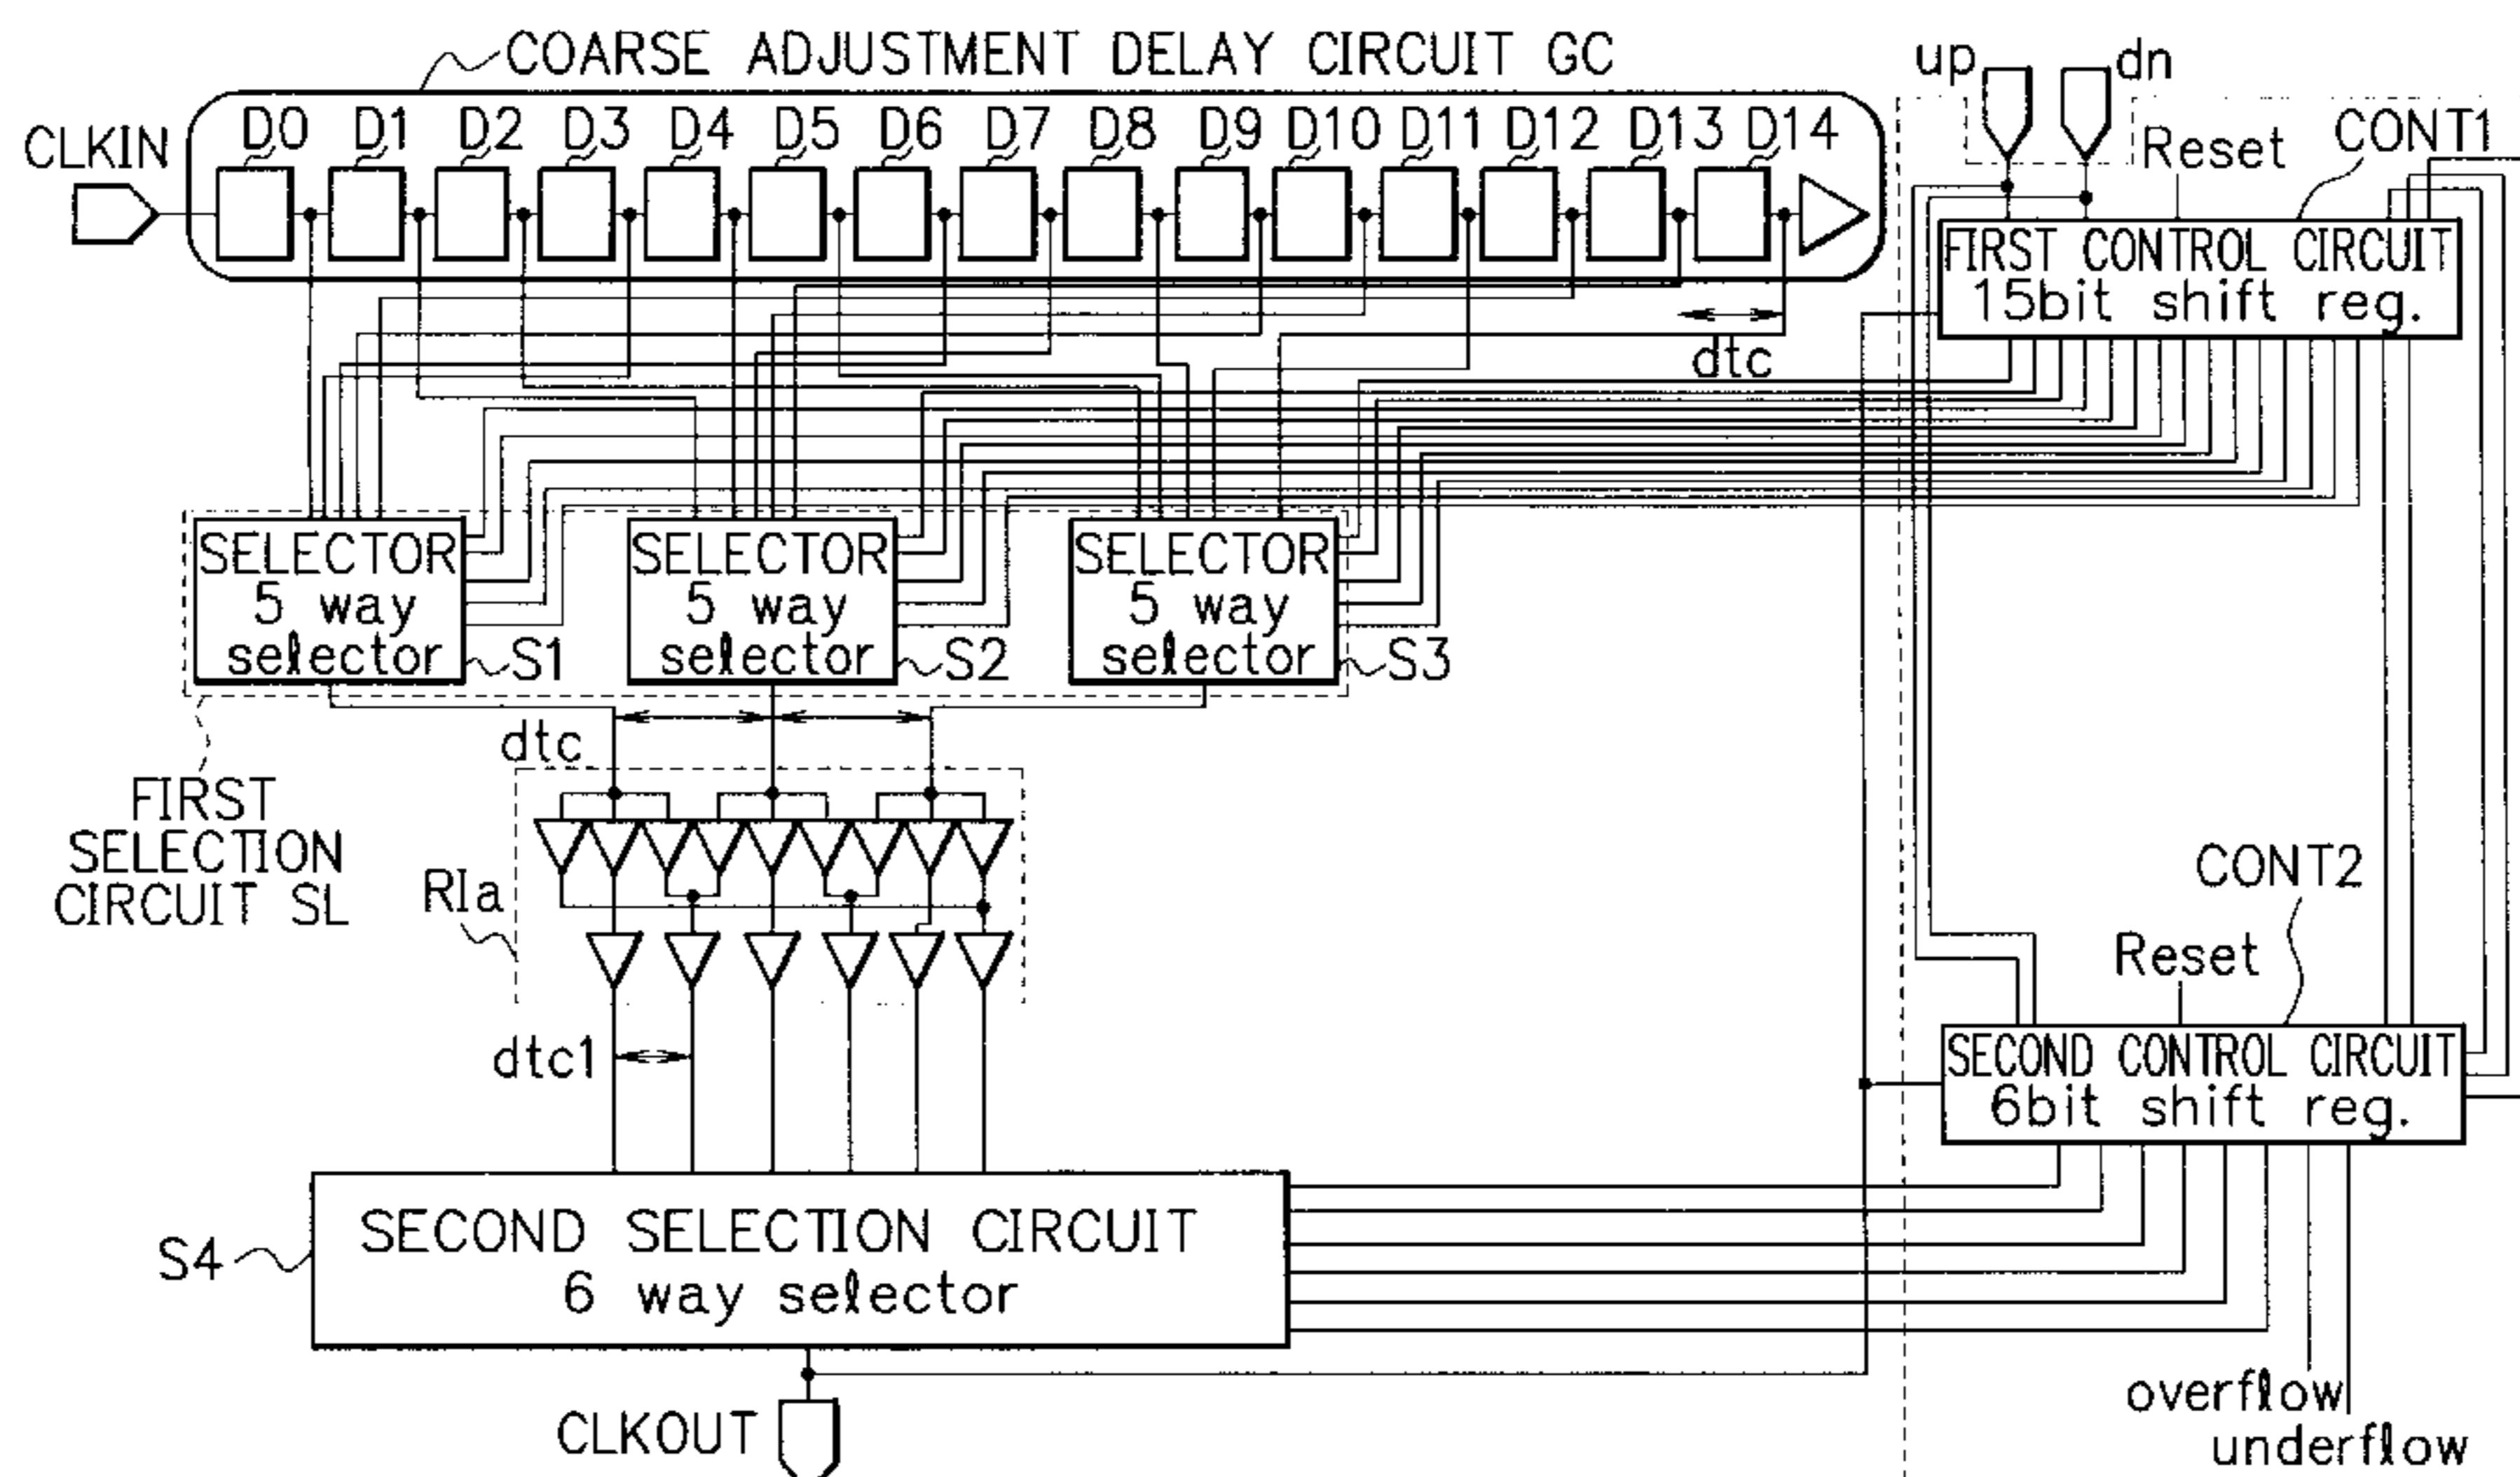 COARSE ADJUSTMENT DELAY CIRCUIT GC
up
dn
CLKIN
D0 D1 D2 D3 D4 D5 D6 D7 D8 D9 D10 D11 D12 D13 D14
Reset
CONT1
FIRST CONTROL CIRCUIT
15bit shift reg.
dtc
SELECTOR
5 way
selector
S1
SELECTOR
5 way
selector
S2
SELECTOR
5 way
selector
S3
dtc
FIRST
SELECTION
CIRCUIT SL
RIa
CONT2
Reset
dtc1
SECOND CONTROL CIRCUIT
6bit shift reg.
S4
SECOND SELECTION CIRCUIT
6 way selector
CLKOUT
overflow
underflow